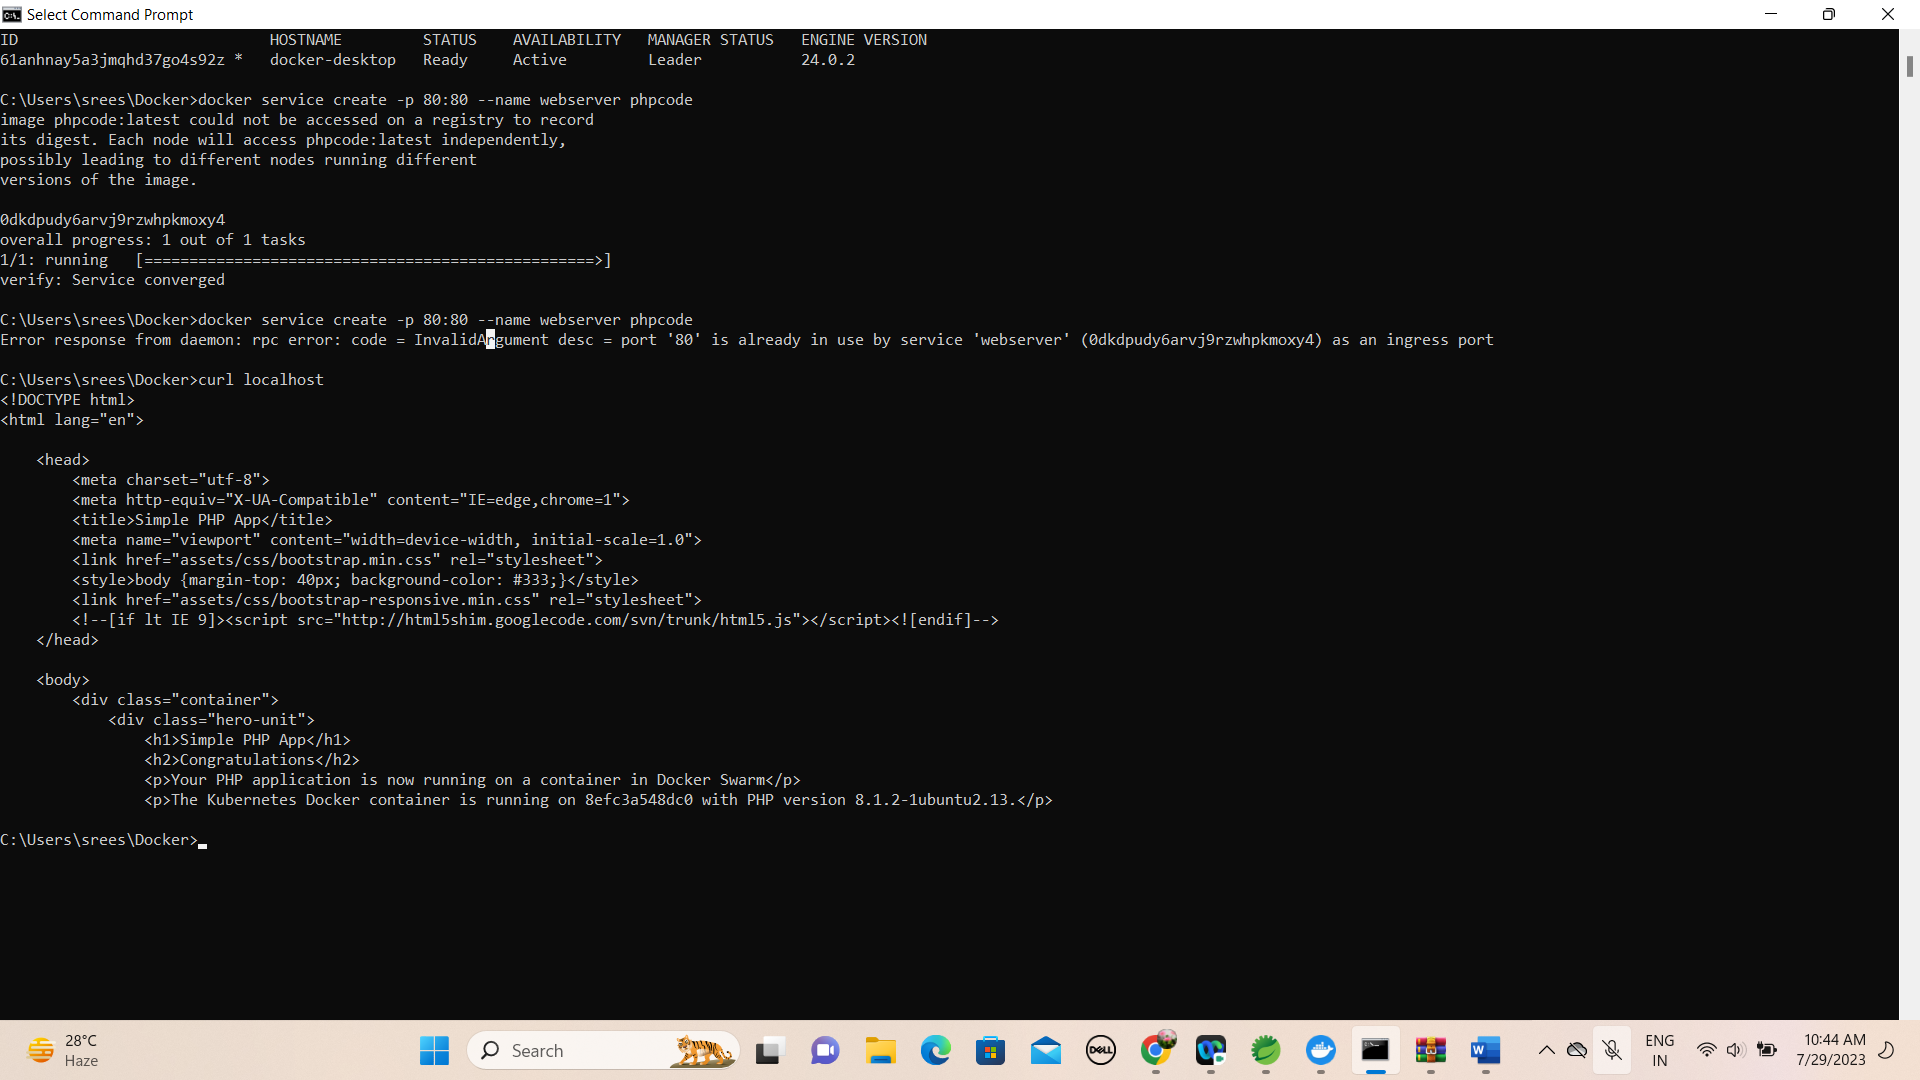 Select Command Prompt
ID                            HOSTNAME         STATUS    AVAILABILITY   MANAGER STATUS   ENGINE VERSION
61anhnay5a3jmqhd37go4s92z *   docker-desktop   Ready     Active         Leader           24.0.2
C:\Users\srees\Docker>docker service create -p 80:80 --name webserver phpcode
image phpcode:latest could not be accessed on a registry to record
its digest. Each node will access phpcode:latest independently,
possibly leading to different nodes running different
versions of the image.
0dkdpudy6arvj9rzwhpkmoxy4
overall progress: 1 out of 1 tasks
1/1: running   [==================================================>]
verify: Service converged
C:\Users\srees\Docker>docker service create -p 80:80 --name webserver phpcode
Error response from daemon: rpc error: code = InvalidArgument desc = port '80' is already in use by service 'webserver' (0dkdpudy6arvj9rzwhpkmoxy4) as an ingress port
C:\Users\srees\Docker>curl localhost
<!DOCTYPE html>
<html lang="en">
    <head>
        <meta charset="utf-8">
        <meta http-equiv="X-UA-Compatible" content="IE=edge,chrome=1">
        <title>Simple PHP App</title>
        <meta name="viewport" content="width=device-width, initial-scale=1.0">
        <link href="assets/css/bootstrap.min.css" rel="stylesheet">
        <style>body {margin-top: 40px; background-color: #333;}</style>
        <link href="assets/css/bootstrap-responsive.min.css" rel="stylesheet">
        <!--[if lt IE 9]><script src="http://html5shim.googlecode.com/svn/trunk/html5.js"></script><![endif]-->
    </head>
    <body>
        <div class="container">
            <div class="hero-unit">
                <h1>Simple PHP App</h1>
                <h2>Congratulations</h2>
                <p>Your PHP application is now running on a container in Docker Swarm</p>
                <p>The Kubernetes Docker container is running on 8efc3a548dc0 with PHP version 8.1.2-1ubuntu2.13.</p>
C:\Users\srees\Docker>
28°C
Haze
Search
DELL
ENG
IN
10:44 AM
7/29/2023